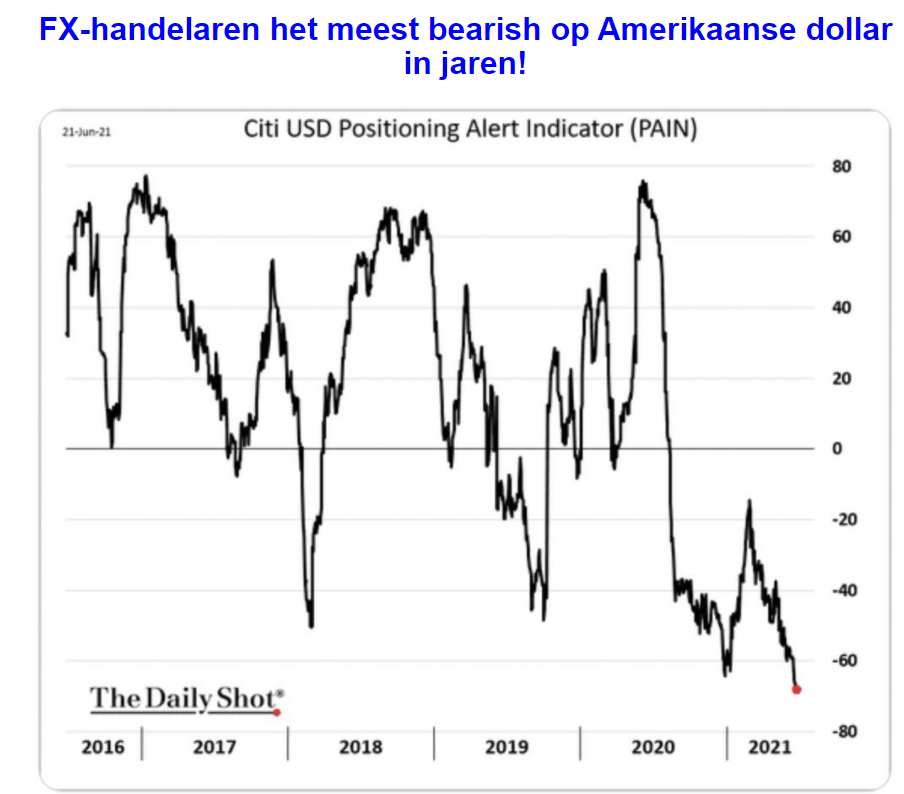 FX-handelaren het meest bearish op Amerikaanse dollar
in jaren!
21-Jun-21
Citi USD Positioning Alert Indicator (PAIN)
80
60
40
20
0
-20
-40
-60
-80
The Daily Shot®
2016 2017 2018 2019 2020 2021